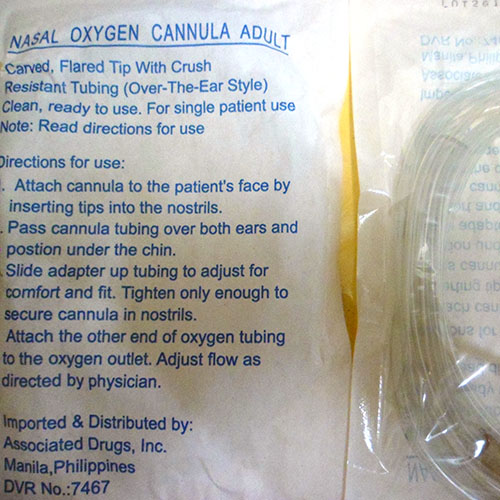 NASAL OXYGEN CANNULA ADULT
Carved, Flared Tip With Crush
Resistant Tubing (Over-The-Ear Style)
Clean, ready to use. For single patient use
Note: Read directions for use
Directions for use:
. Attach cannula to the patient's face by
inserting tips into the nostrils.
. Pass cannula tubing over both ears and
postion under the chin.
. Slide adapter up tubing to adjust for
comfort and fit. Tighten only enough to
secure cannula in nostrils.
Attach the other end of oxygen tubing
to the oxygen outlet. Adjust flow as
directed by physician.
Imported & Distributed by:
Associated Drugs, Inc.
Manila,Philippines
DVR No.:7467